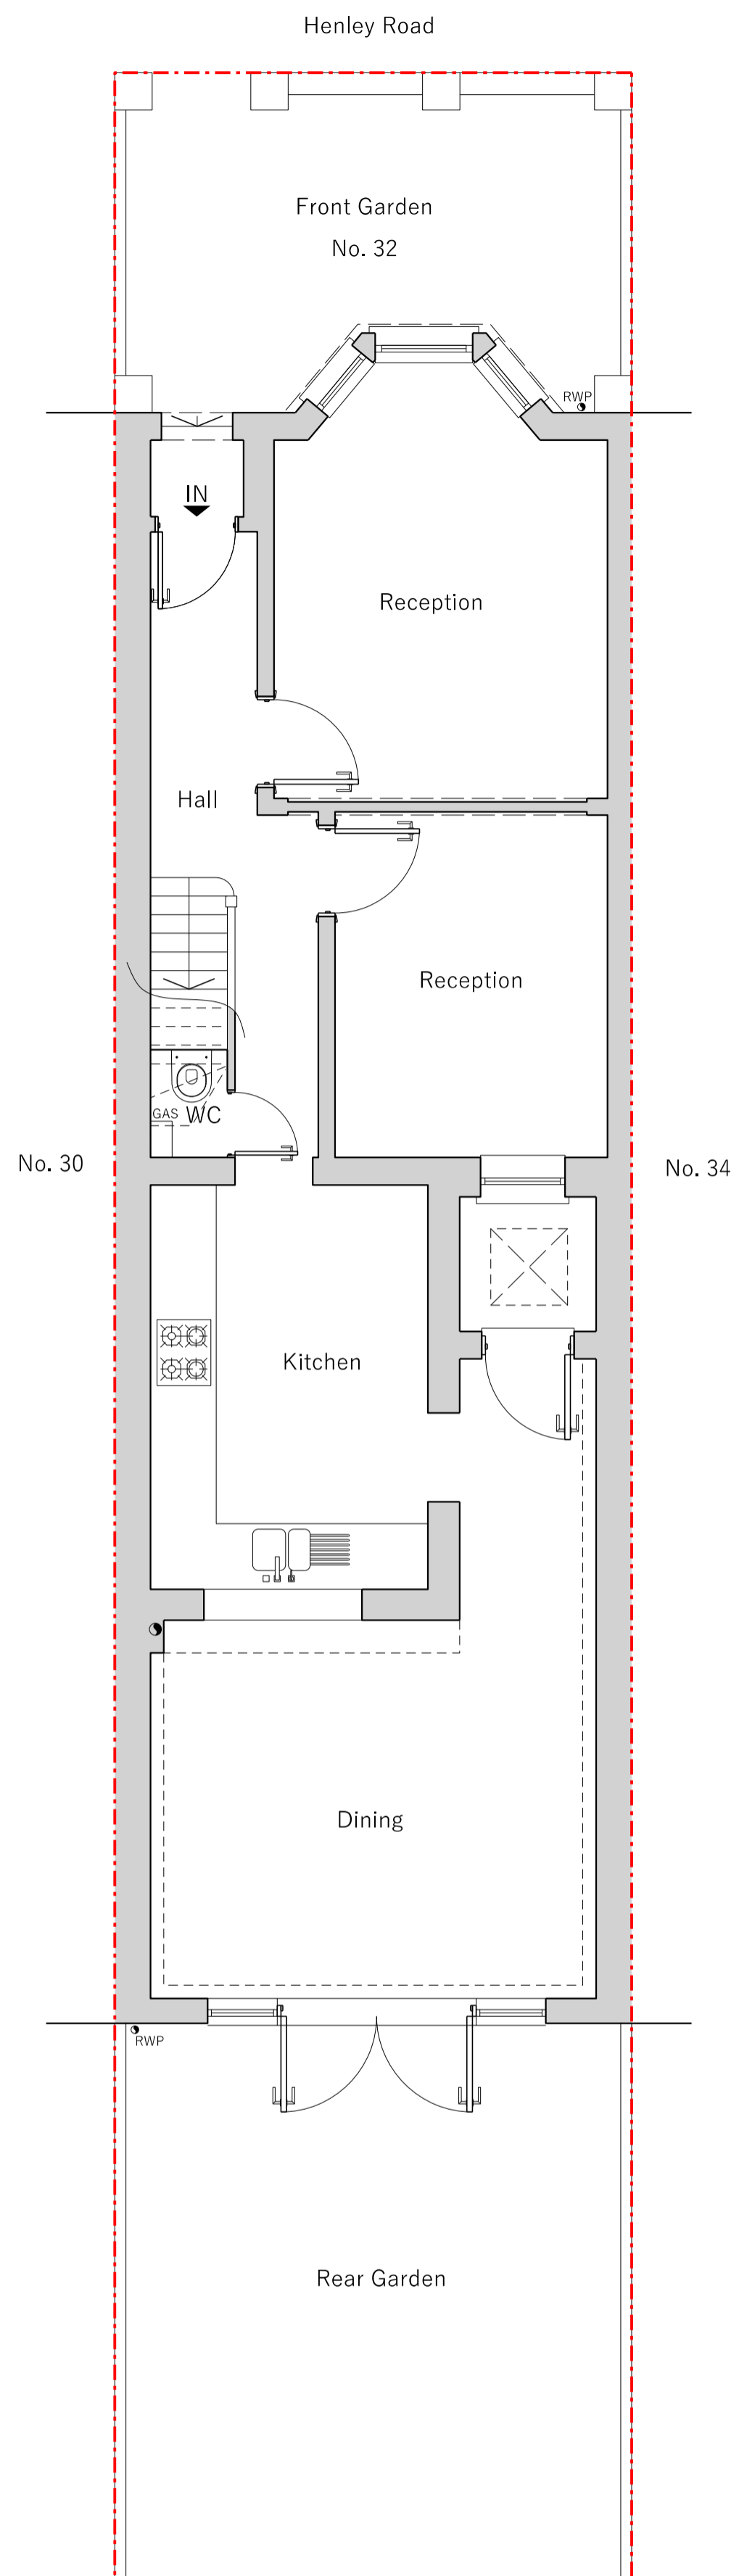 Henley Road
Front Garden
No. 32
RWP
IN
Reception
Hall
Reception
GAS
WC
No. 30
No. 34
Kitchen
Dining
RWP
Rear Garden